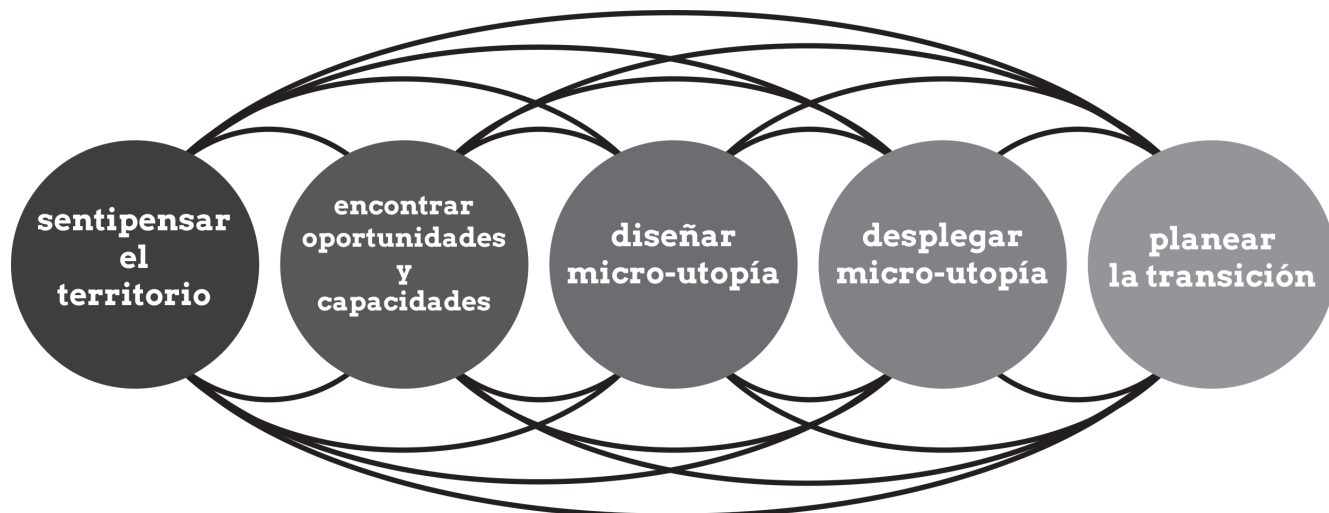 sentipensar
el
territorio
encontrar
oportunidades
y
capacidades
diseñar
micro-utopía
desplegar
micro-utopía
planear
la transición